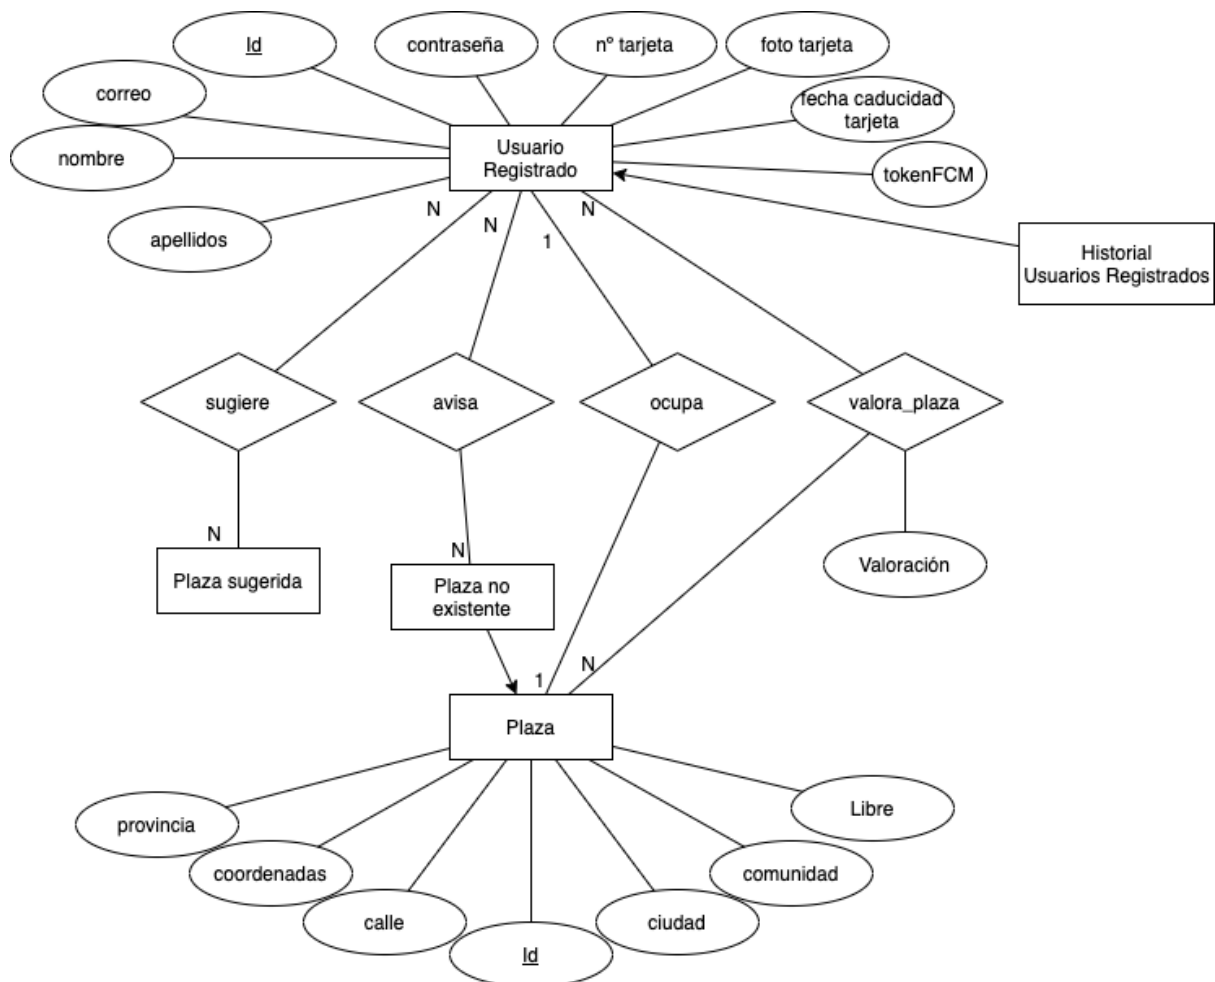 Id
contraseña
nº tarjeta
foto tarjeta
correo
fecha caducidad
tarjeta
nombre
Usuario
Registrado
tokenFCM
apellidos
N
N
1
N
Historial
Usuarios Registrados
sugiere
avisa
ocupa
valora_plaza
N
N
Valoración
Plaza sugerida
Plaza no
existente
1
N
Plaza
provincia
Libre
coordenadas
comunidad
calle
ciudad
Id